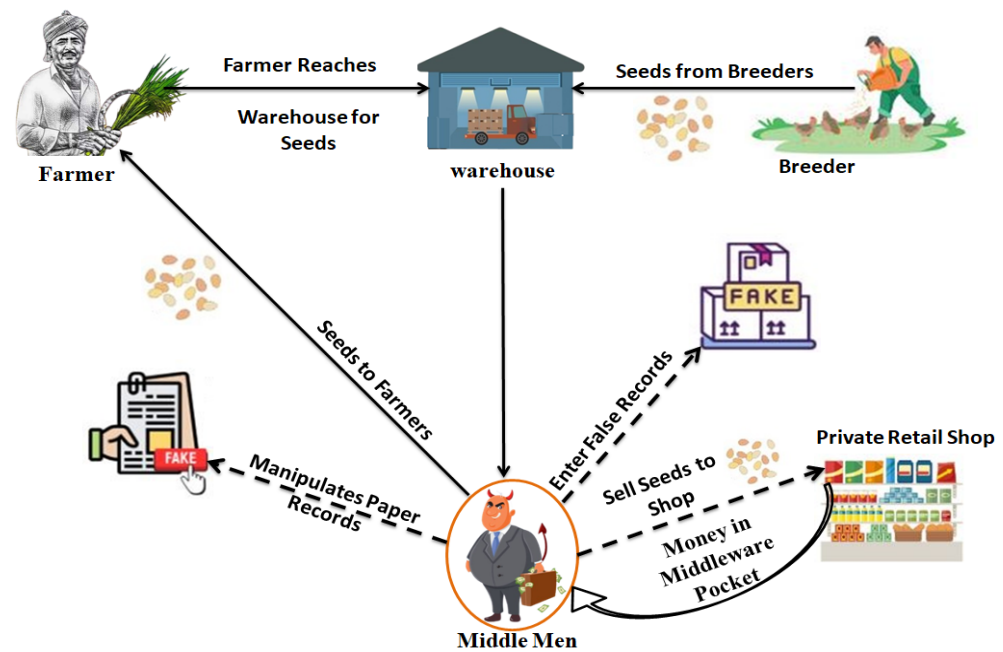 Farmer Reaches
Warehouse for
Seeds
Seeds from Breeders
Farmer
warehouse
Breeder
FAKE
Seeds to Farmers
Enter False Records
Private Retail Shop
FAKE
Manipulates Paper
Records
Sell Seeds to
Shop
Money in
Middleware
Pocket
Middle Men